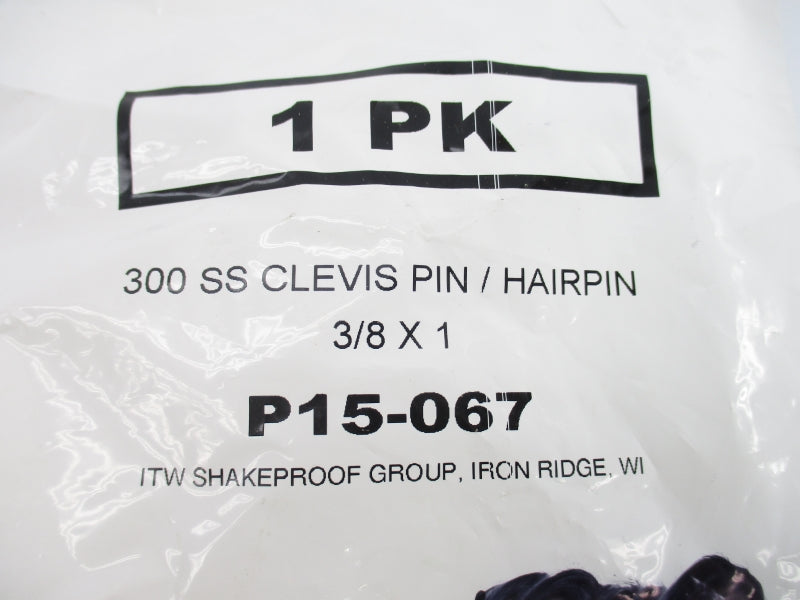 1 PK
300 SS CLEVIS PIN / HAIRPIN
3/8 X 1
P15-067
ITW SHAKEPROOF GROUP, IRON RIDGE, WI